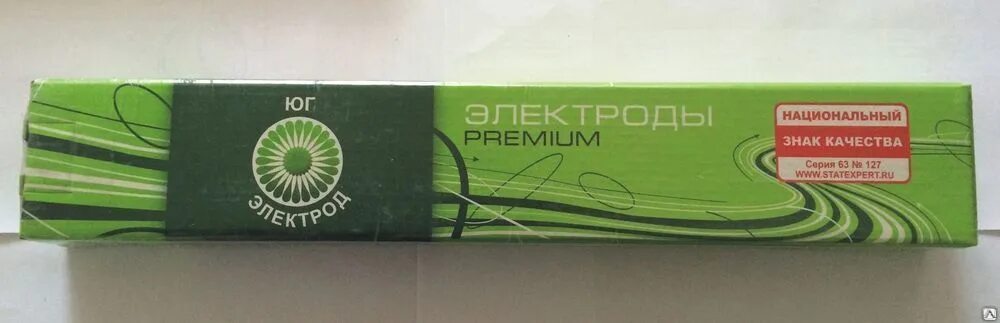 ЮГ
ЭЛЕКТРОД
ЭЛЕКТРОДЫ
PREMIUM
НАЦИОНАЛЬНЫЙ
ЗНАК КАЧЕСТВА
Серия 63 № 127
WWW.STATEXPERT.RU